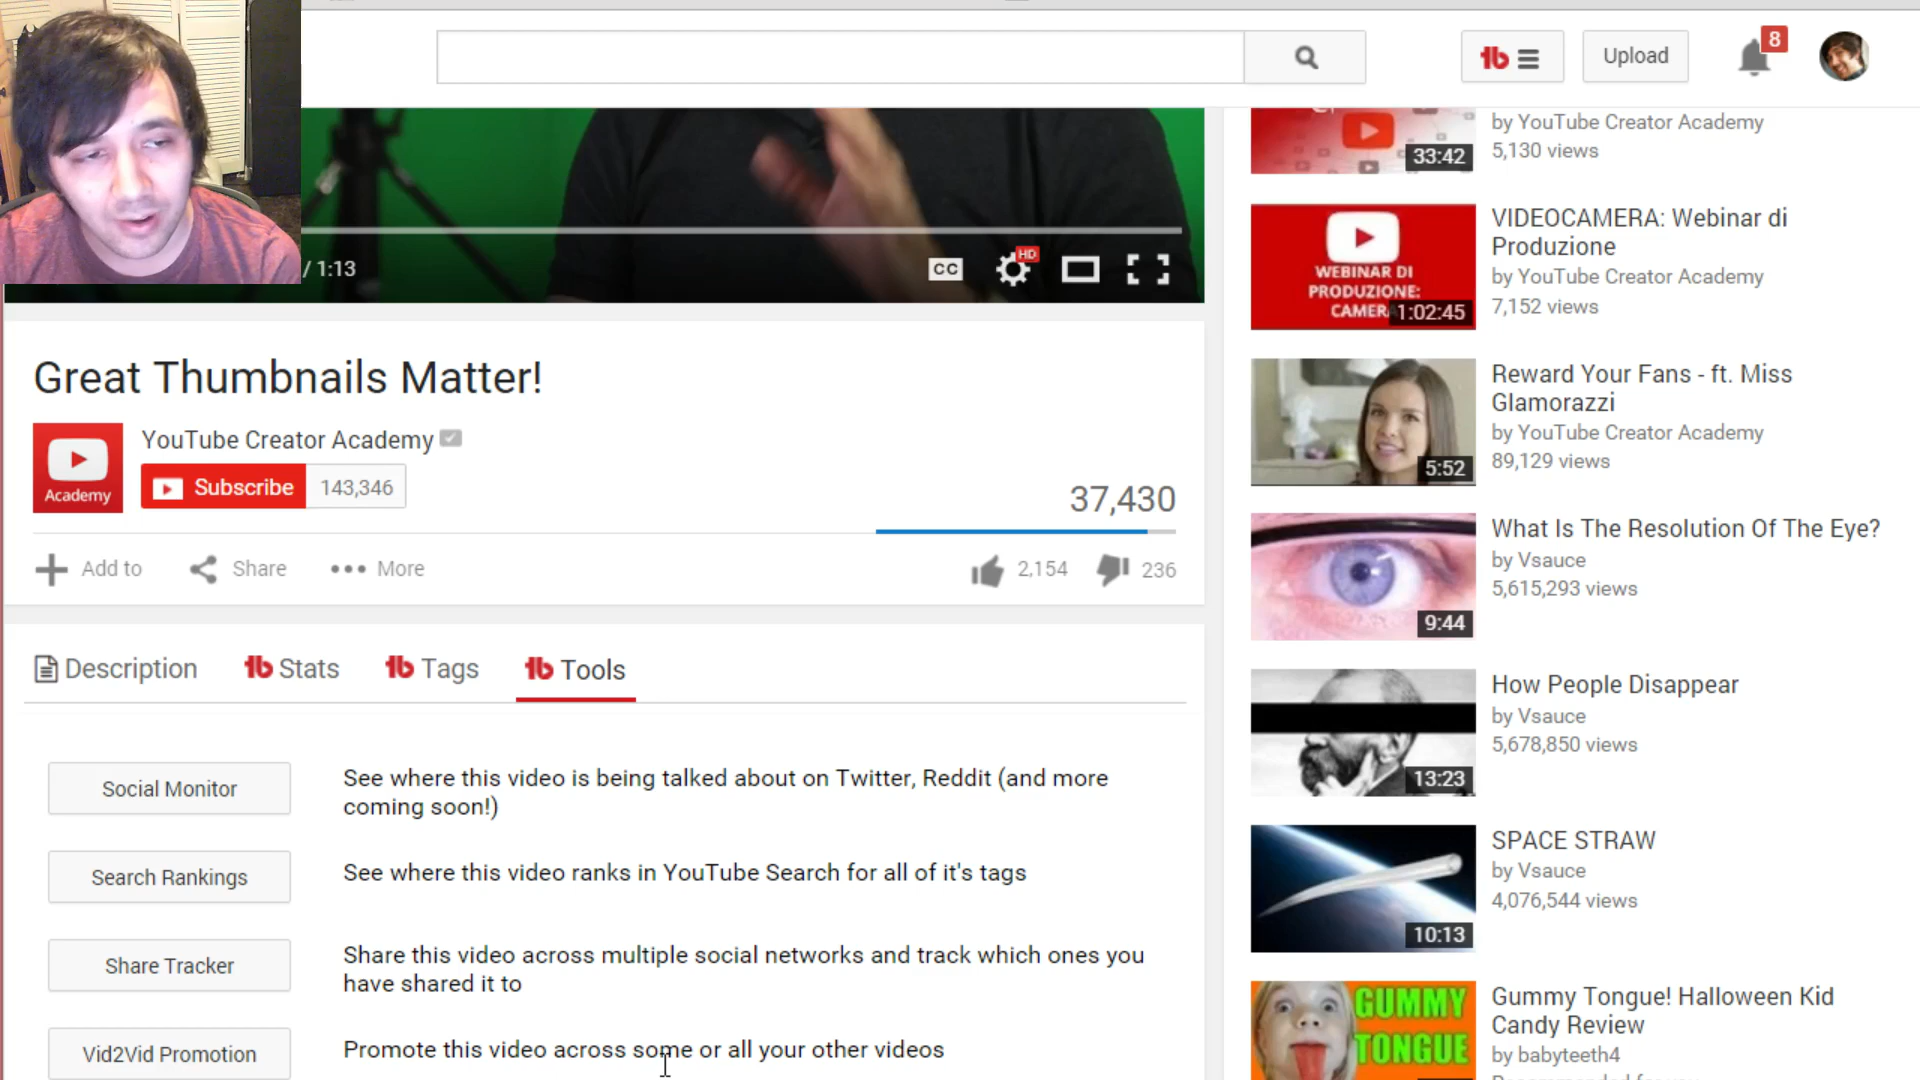 Upload
8
/ 1:13
CC
HD
Great Thumbnails Matter!
Academy
YouTube Creator Academy
Subscribe
143,346
37,430
Add to
Share
More
2,154
236
Description
tb Stats
tb Tags
tb Tools
Social Monitor
See where this video is being talked about on Twitter, Reddit (and more
coming soon!)
Search Rankings
See where this video ranks in YouTube Search for all of it's tags
Share Tracker
Share this video across multiple social networks and track which ones you
have shared it to
Vid2Vid Promotion
Promote this video across some or all your other videos
33:42
by YouTube Creator Academy
5,130 views
WEBINAR DI
PRODUZIONE:
CAMER
1:02:45
VIDEOCAMERA: Webinar di
Produzione
by YouTube Creator Academy
7,152 views
5:52
Reward Your Fans - ft. Miss
Glamorazzi
by YouTube Creator Academy
89,129 views
9:44
What Is The Resolution Of The Eye?
by Vsauce
5,615,293 views
13:23
How People Disappear
by Vsauce
5,678,850 views
10:13
SPACE STRAW
by Vsauce
4,076,544 views
GUMMY
TONGUE
Gummy Tongue! Halloween Kid
Candy Review
by babyteeth4